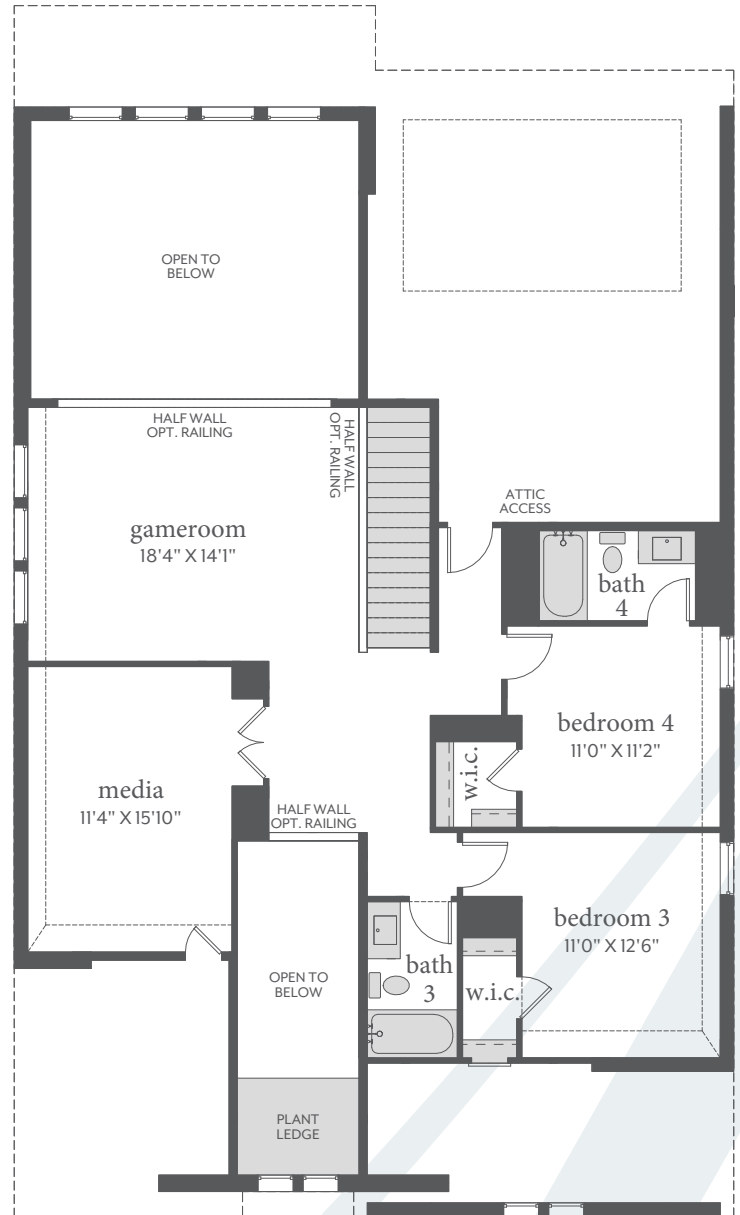 OPEN TO
BELOW
HALF WALL
OPT. RAILING
HALF WALL
OPT. RAILING
ATTIC
ACCESS
gameroom
18'4" X 14'1"
bath
4
bedroom 4
11'0" X 11'2"
w.i.c.
media
11'4" X 15'10"
HALF WALL
OPT. RAILING
bedroom 3
11'0" X 12'6"
bath
3
w.i.c.
OPEN TO
BELOW
PLANT
LEDGE